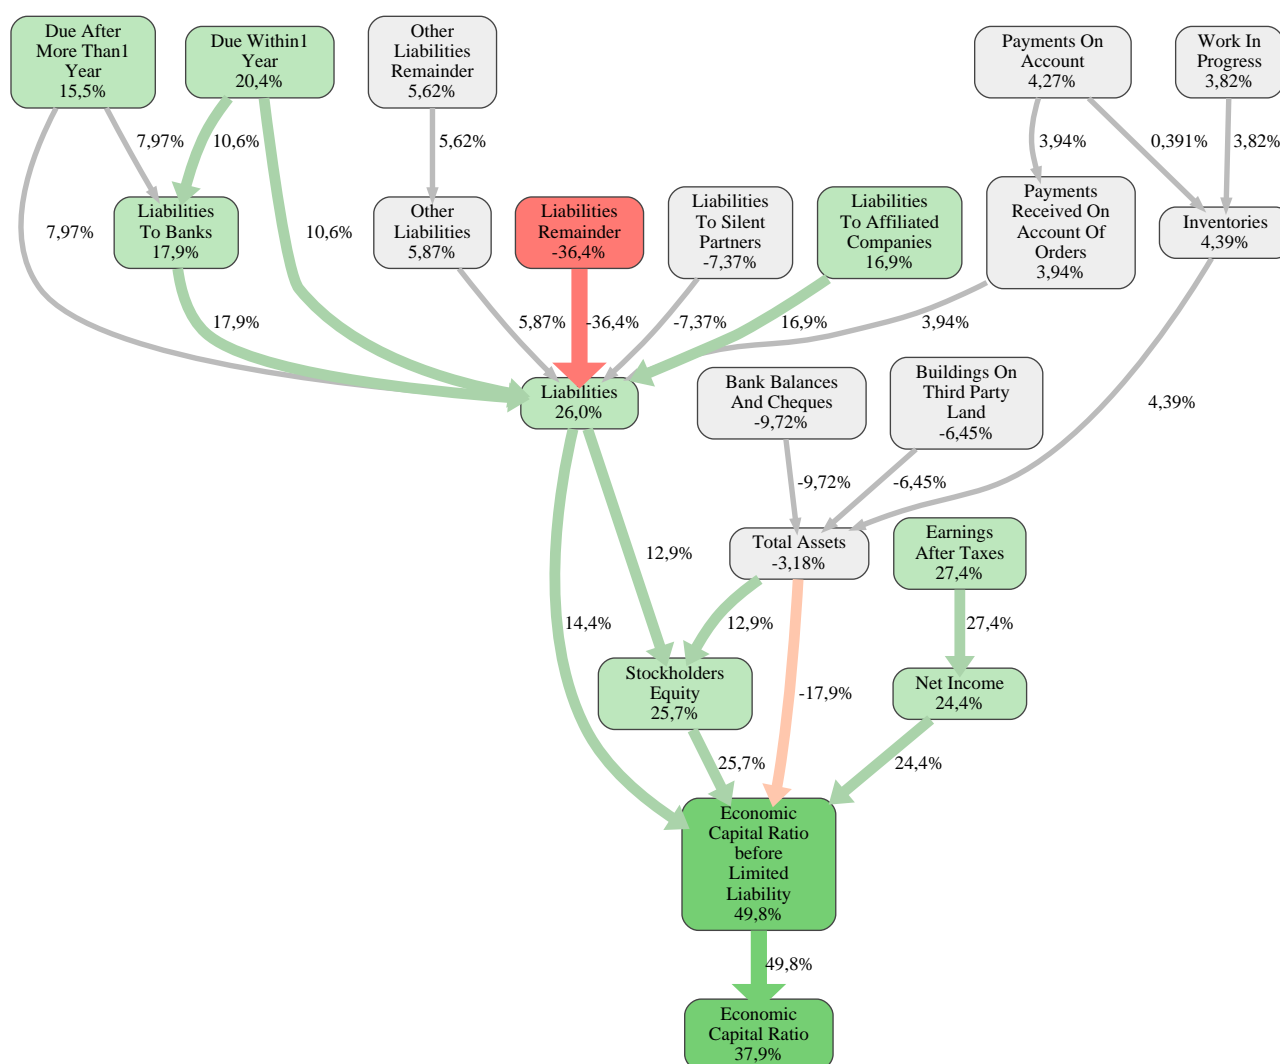 Due After
More Than1
Year
15,5%
Due Within1
Year
20,4%
Other
Liabilities
Remainder
5,62%
Payments On
Account
4,27%
Work In
Progress
3,82%
7,97%
10,6%
5,62%
3,94%
0,391%
3,82%
Liabilities
To Banks
17,9%
Other
Liabilities
5,87%
Liabilities
Remainder
-36,4%
Liabilities
To Silent
Partners
-7,37%
Liabilities
To Affiliated
Companies
16,9%
Payments
Received On
Account Of
Orders
3,94%
Inventories
4,39%
7,97%
10,6%
17,9%
5,87%
-36,4%
-7,37%
16,9%
3,94%
4,39%
Liabilities
26,0%
Bank Balances
And Cheques
-9,72%
Buildings On
Third Party
Land
-6,45%
-9,72%
-6,45%
Total Assets
-3,18%
Earnings
After Taxes
27,4%
12,9%
14,4%
12,9%
-17,9%
27,4%
Stockholders
Equity
25,7%
Net Income
24,4%
25,7%
24,4%
Economic
Capital Ratio
before
Limited
Liability
49,8%
49,8%
Economic
Capital Ratio
37,9%